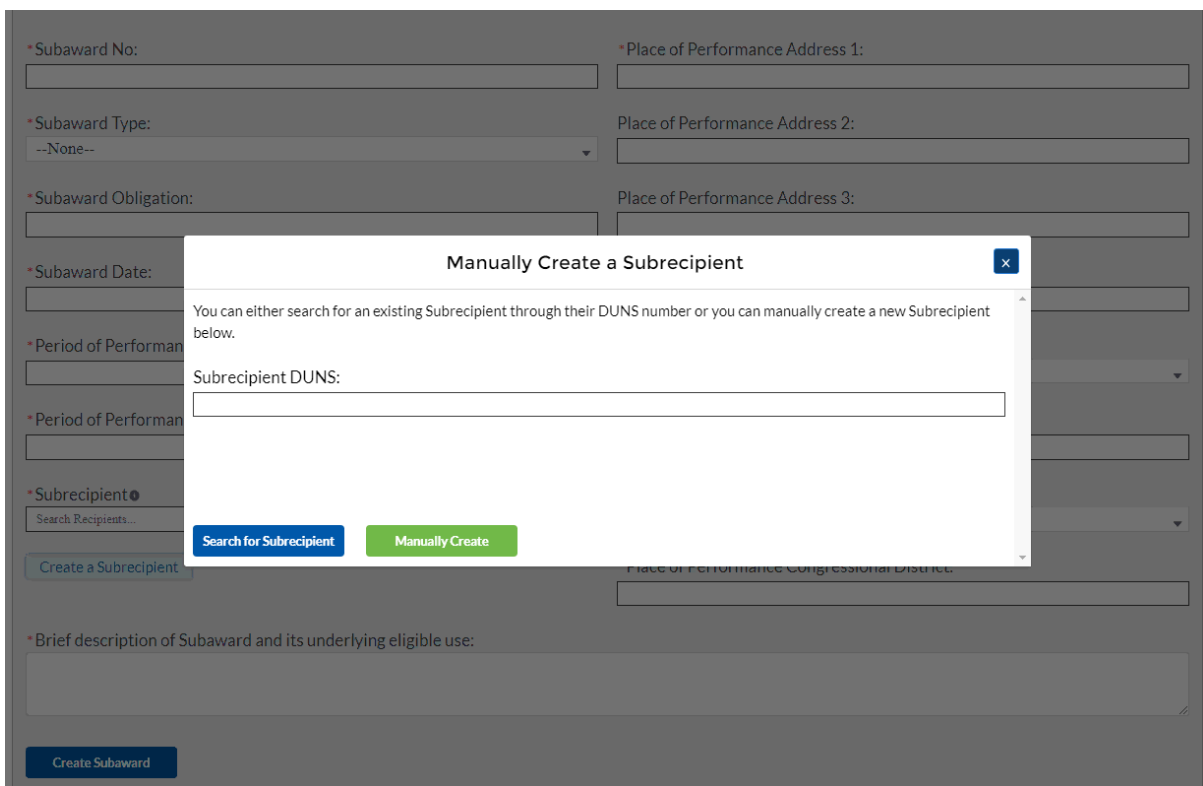 *Subaward No:
*Place of Performance Address 1:
*Subaward Type:
--None--
Place of Performance Address 2:
*Subaward Obligation:
Place of Performance Address 3:
*Subaward Date:
*Period of Performan
*Period of Performan
*Subrecipient
Search Recipients...
Create a Subrecipient
Place of Performance Congressional District:
*Brief description of Subaward and its underlying eligible use:
Create Subaward
Manually Create a Subrecipient
x
You can either search for an existing Subrecipient through their DUNS number or you can manually create a new Subrecipient
below.
Subrecipient DUNS:
Search for Subrecipient
Manually Create